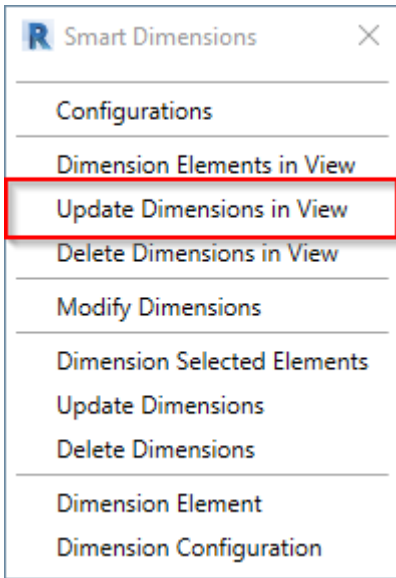 R Smart Dimensions
Configurations
Dimension Elements in View
Update Dimensions in View
Delete Dimensions in View
Modify Dimensions
Dimension Selected Elements
Update Dimensions
Delete Dimensions
Dimension Element
Dimension Configuration